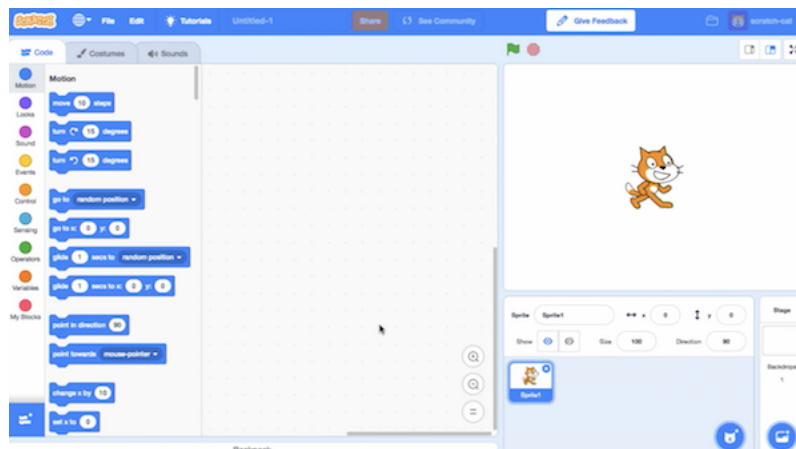 SCRATCH File Edit Tutorials Untitled-1 Share See Community Give Feedback scratch-cat
Code Costumes Sounds
Motion
Looks
Sound
Events
Control
Sensing
Operators
Variables
My Blocks
Motion
move 10 steps
turn 15 degrees
turn 15 degrees
go to random position
go to x: 0 y: 0
glide 1 secs to random position
glide 1 secs to x: 0 y: 0
point in direction 90
point towards mouse-pointer
change x by 10
set x to 0
Sprite Sprite1 x 0 y 0
Show Size 100 Direction 90
Sprite1
Stage
Backdrops
1